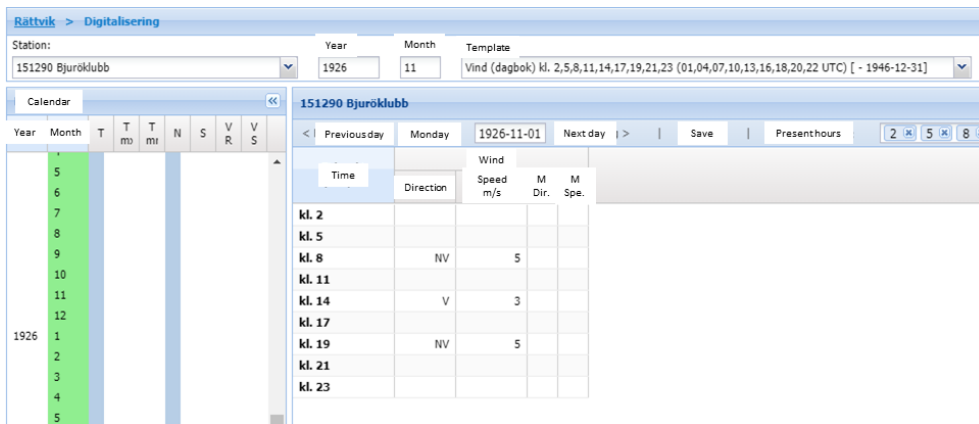 Rättvik > Digitalisering
Station: Year Month Template
151290 Bjuröklubb 1926 11 Vind (dagbok) kl. 2,5,8,11,14,17,19,21,23 (01,04,07,10,13,16,18,20,22 UTC) [ - 1946-12-31]
Calendar
Year Month T T T N S V V
mx mi R S
5
6
7
8
9
10
11
12
1926 1
2
3
4
5
151290 Bjuröklubb
< Previous day Monday 1926-11-01 Next day > | Save | Present hours 2 5 8
Wind
Time Direction Speed M M
m/s Dir. Spe.
kl. 2
kl. 5
kl. 8 NV 5
kl. 11
kl. 14 V 3
kl. 17
kl. 19 NV 5
kl. 21
kl. 23